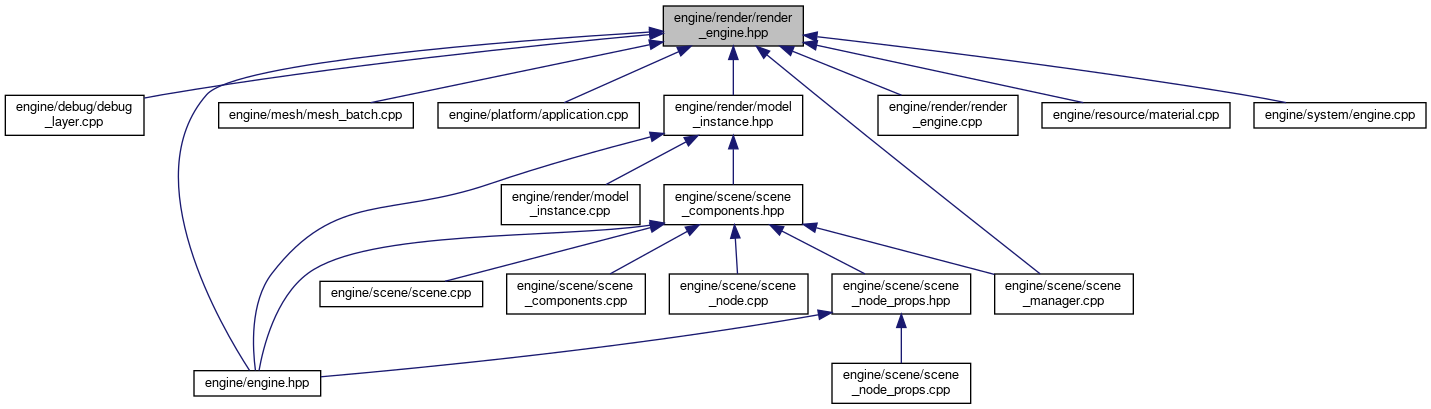 engine/render/render
_engine.hpp
engine/debug/debug
_layer.cpp
engine/mesh/mesh_batch.cpp
engine/platform/application.cpp
engine/render/model
_instance.hpp
engine/render/render
_engine.cpp
engine/resource/material.cpp
engine/system/engine.cpp
engine/render/model
_instance.cpp
engine/scene/scene
_components.hpp
engine/scene/scene.cpp
engine/scene/scene
_components.cpp
engine/scene/scene
_node.cpp
engine/scene/scene
_node_props.hpp
engine/scene/scene
_manager.cpp
engine/engine.hpp
engine/scene/scene
_node_props.cpp